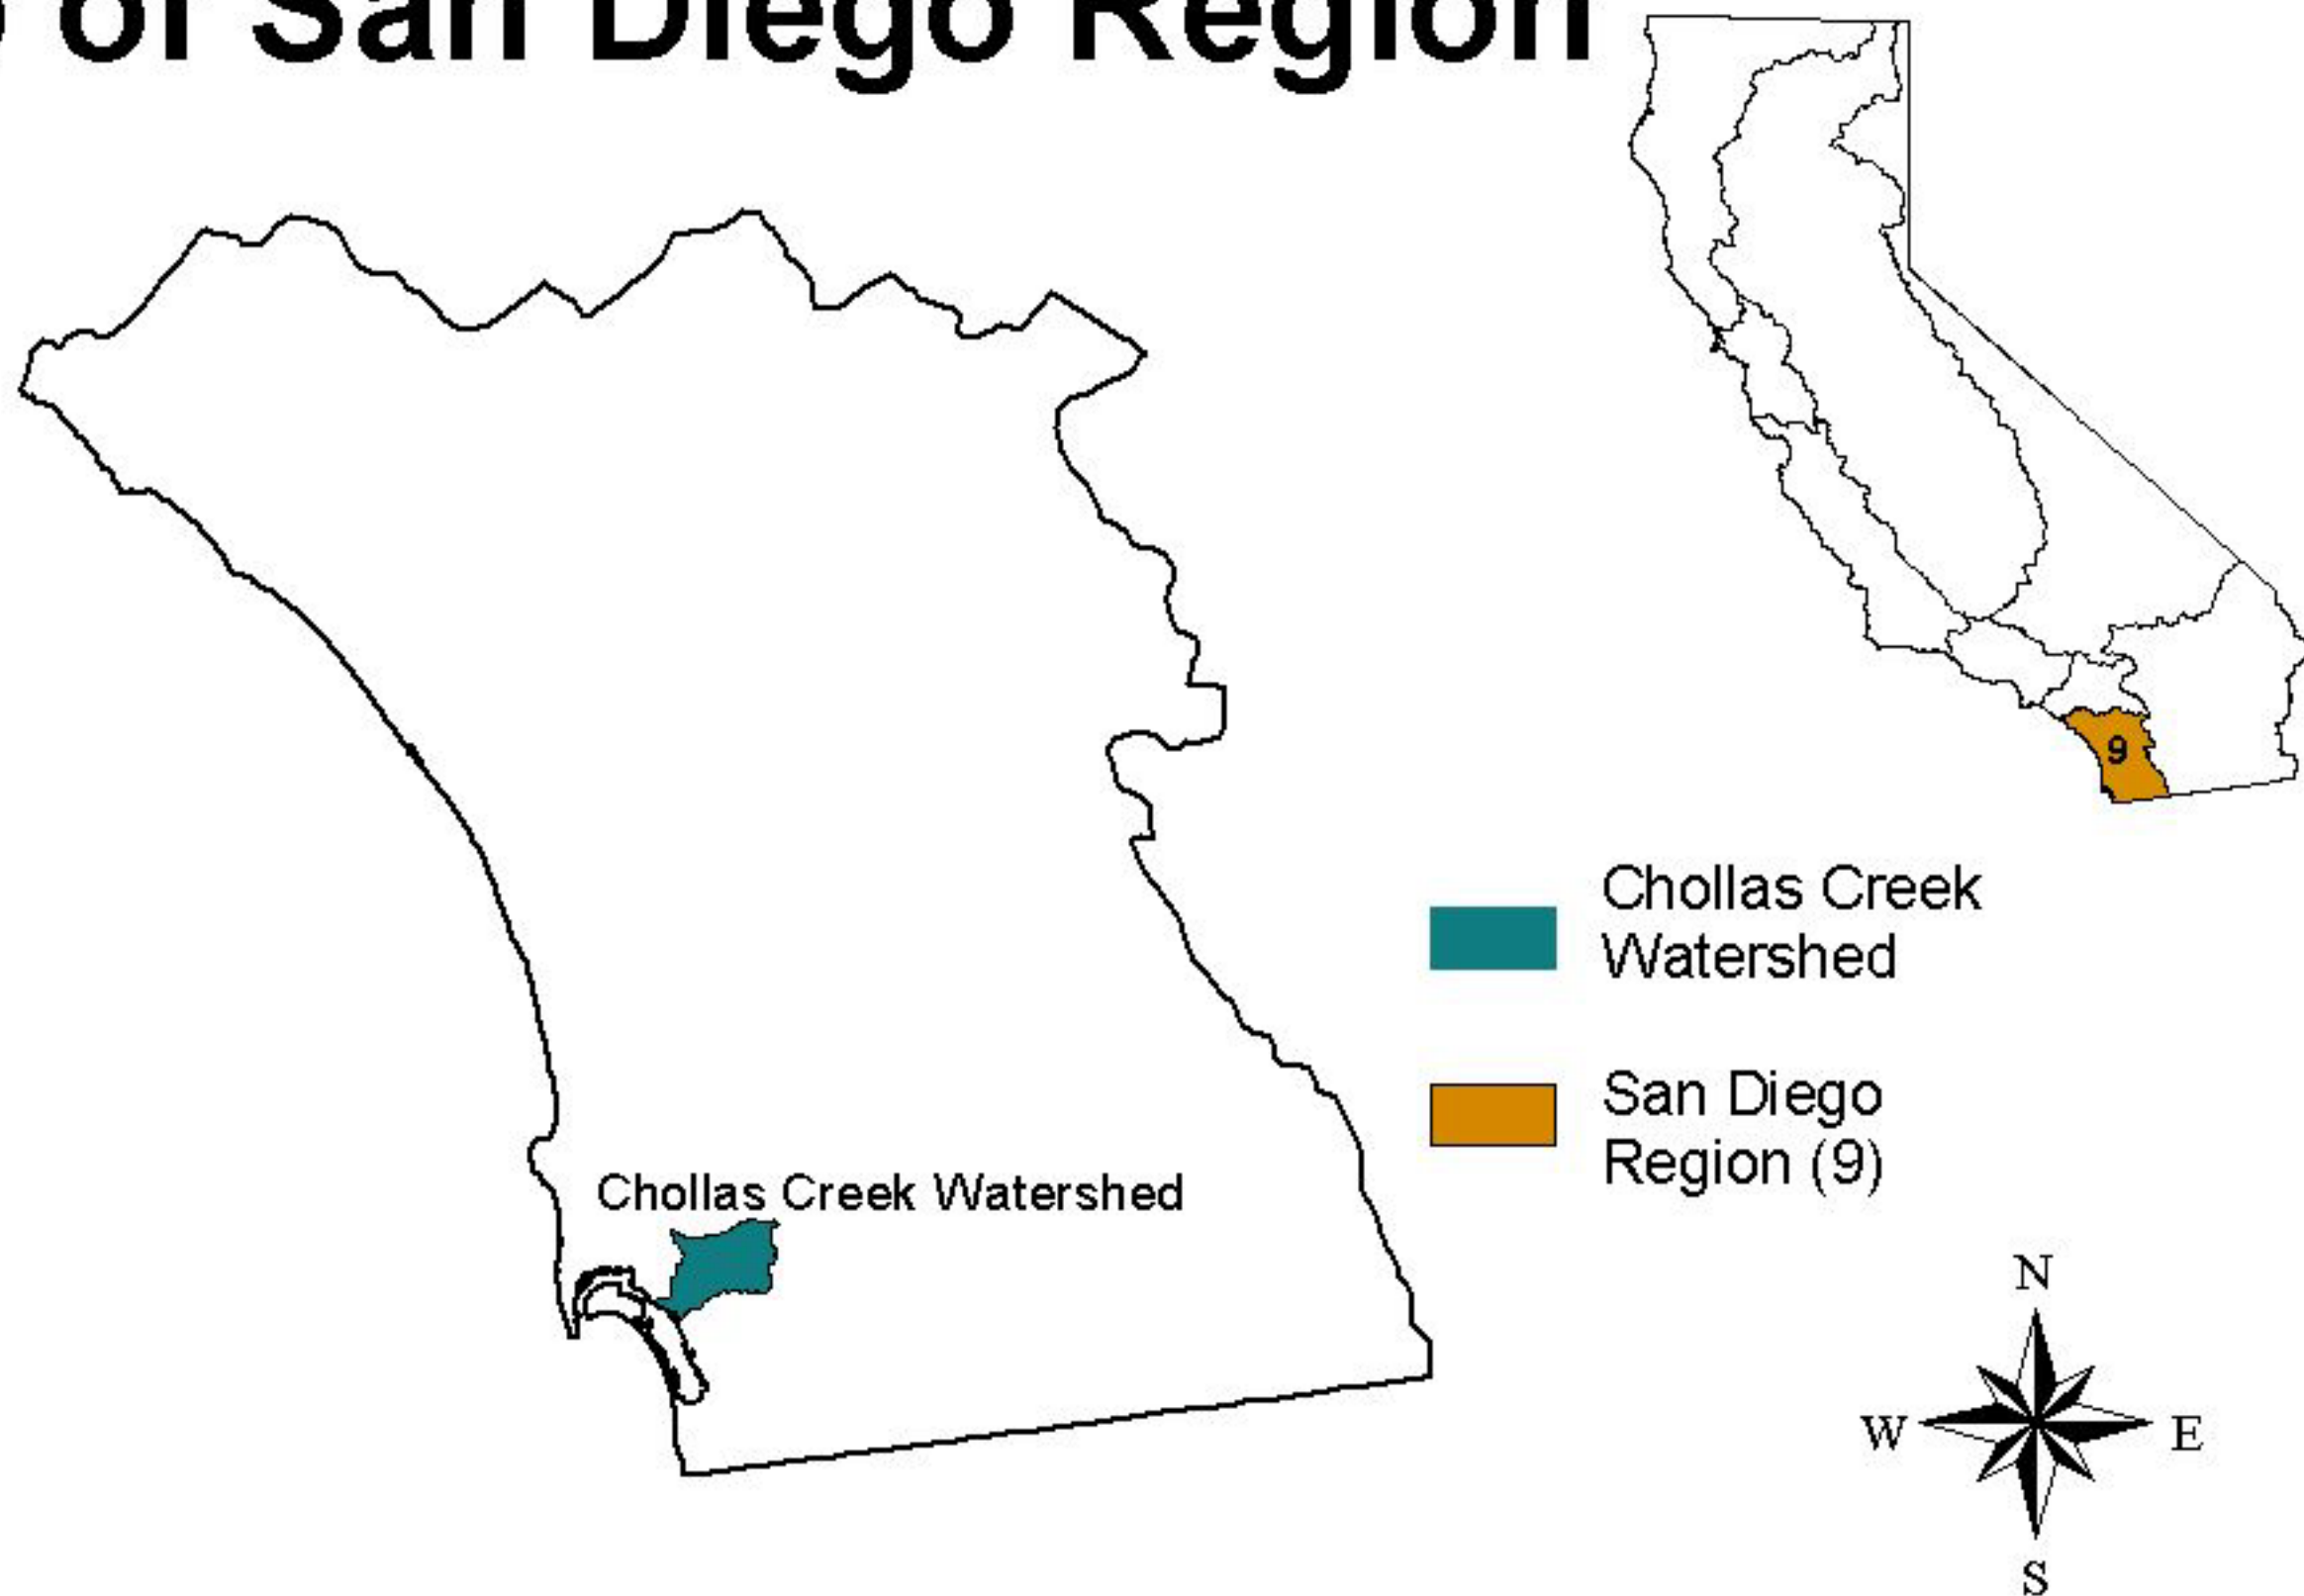 of San Diego Region
9
Chollas Creek
Watershed
San Diego
Region (9)
Chollas Creek Watershed
N
W E
S